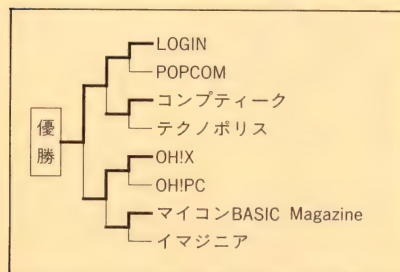 LOGIN
POPCOM
コンプティーク
テクノポリス
優勝
OH!X
OH!PC
マイコンBASIC Magazine
イマジニア